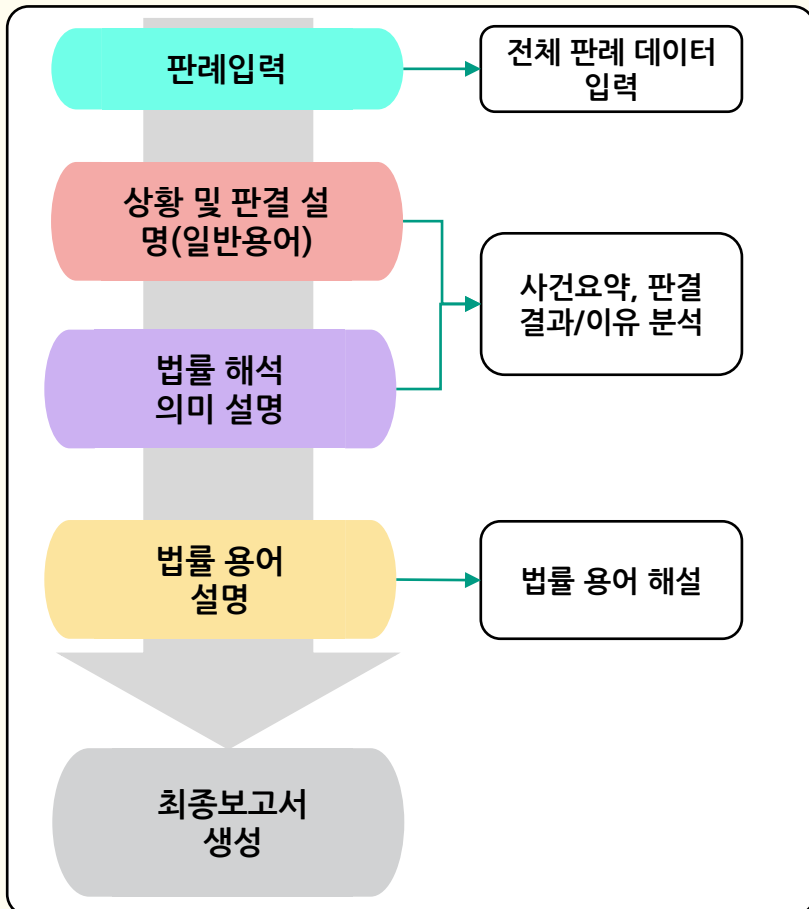 판례입력
전체 판례 데이터
입력
상황 및 판결 설
명(일반용어)
사건요약, 판결
결과/이유 분석
법률 해석
의미 설명
법률 용어
설명
법률 용어 해설
최종보고서
생성